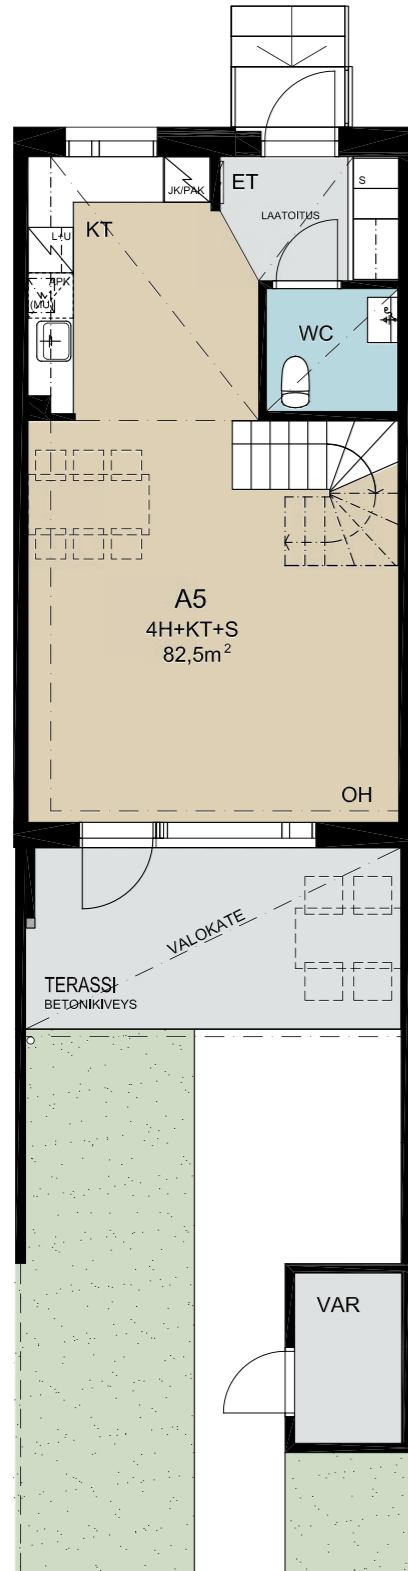 ET
S
JK/PAK
LAATOITUS
KT
L+U
APK
(MU)
WC
A5
4H+KT+S
82,5m²
OH
VALOKATE
TERASSI
BETONIKIVEYS
VAR